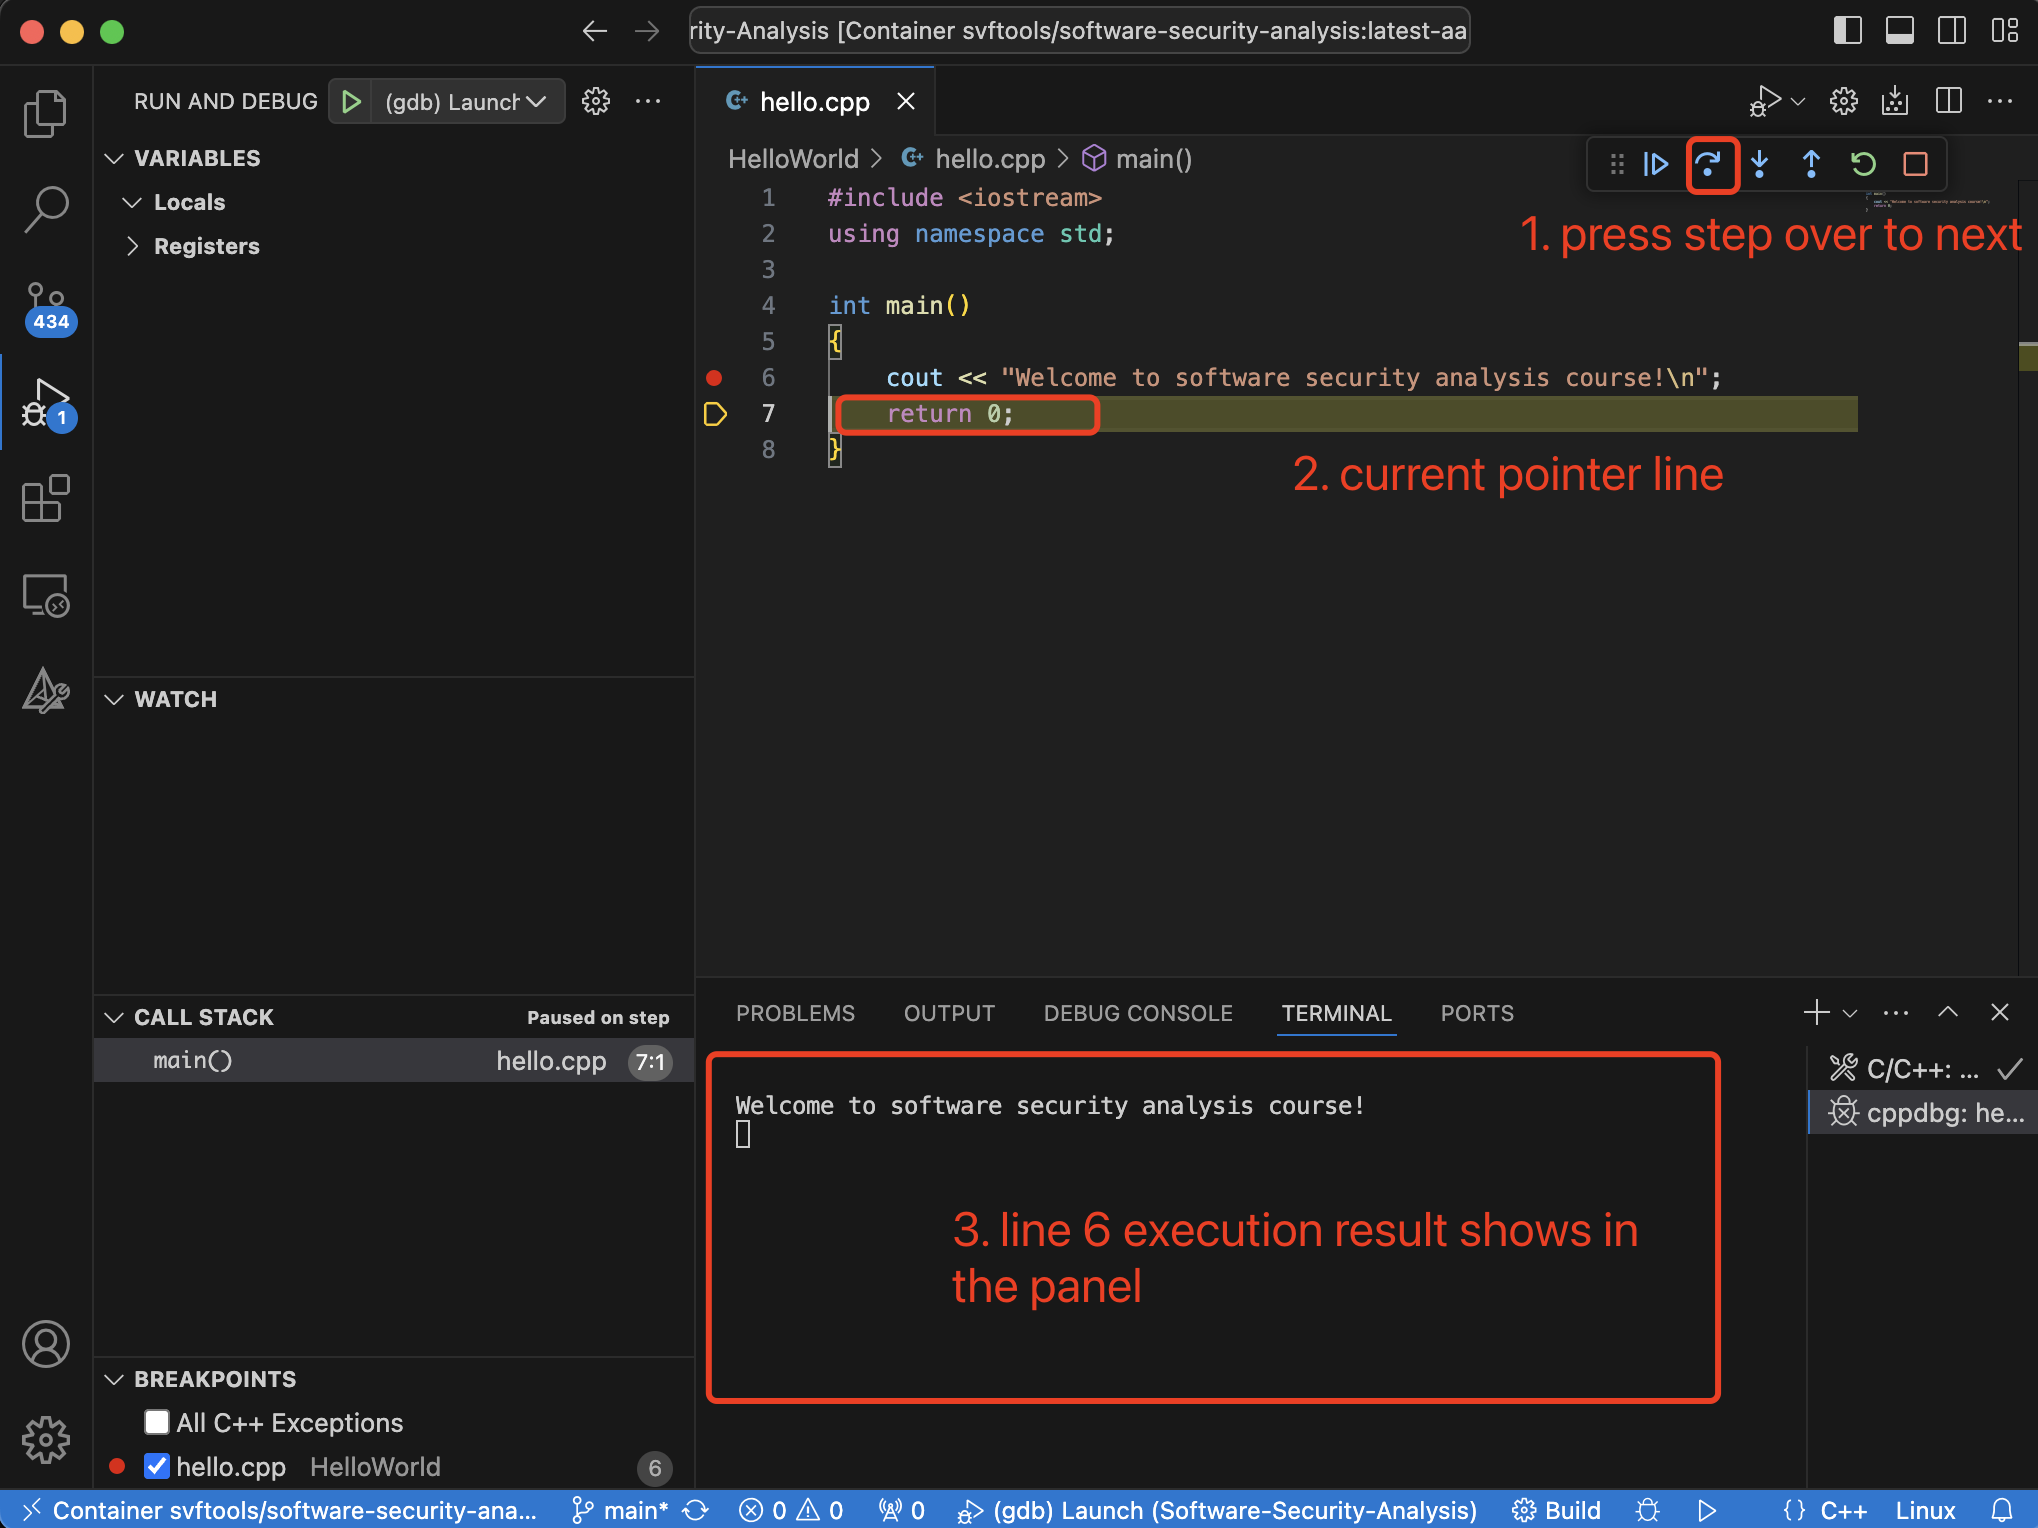 rity-Analysis [Container svftools/software-security-analysis:latest-aa
RUN AND DEBUG (gdb) Launch
VARIABLES
Locals
Registers
434
1
WATCH
CALL STACK Paused on step
main() hello.cpp 7:1
BREAKPOINTS
All C++ Exceptions
hello.cpp HelloWorld 6
hello.cpp
HelloWorld > hello.cpp > main()
1 #include <iostream>
2 using namespace std;
3
4 int main()
5 {
6 cout << "Welcome to software security analysis course!\n";
7 return 0;
8 }
1. press step over to next
2. current pointer line
PROBLEMS OUTPUT DEBUG CONSOLE TERMINAL PORTS
Welcome to software security analysis course!
3. line 6 execution result shows in
the panel
C/C++: ...
cppdbg: he...
Container svftools/software-security-ana... main* 0 0 0 (gdb) Launch (Software-Security-Analysis) Build {} C++ Linux